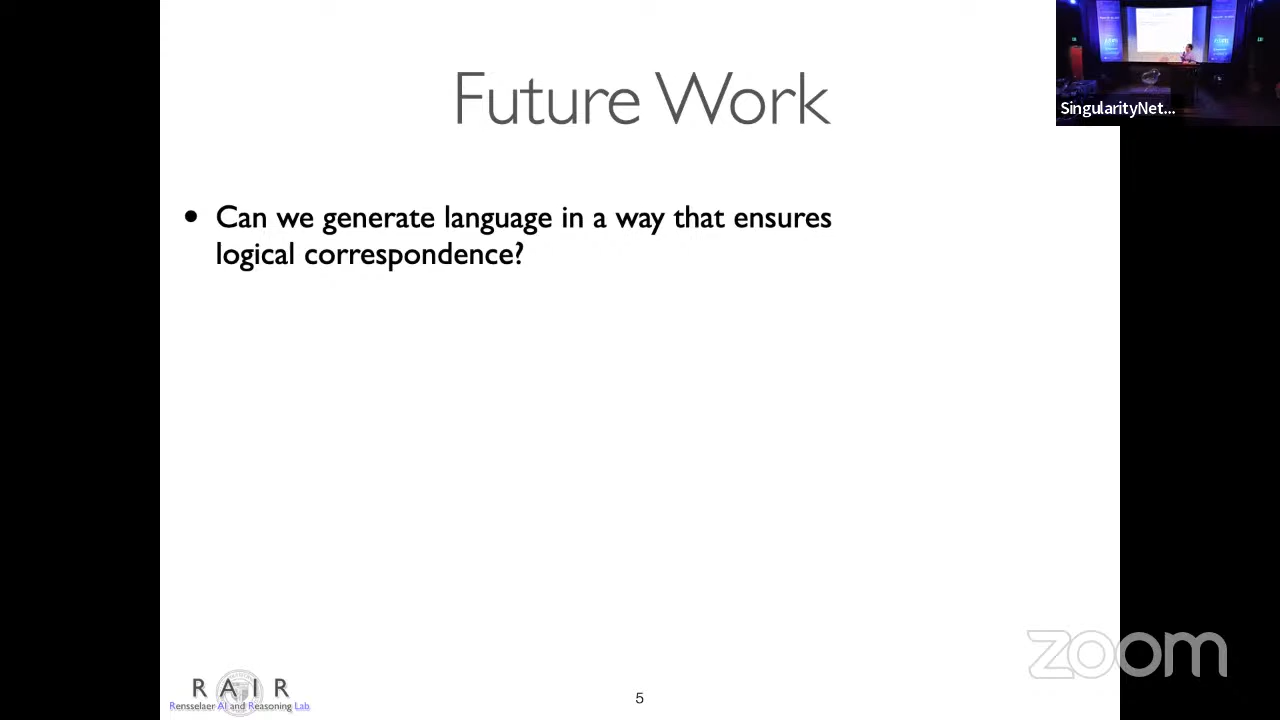 Future Work
SingularityNet...
• Can we generate language in a way that ensures
logical correspondence?
zoom
R A I R
Rensselaer AI and Reasoning Lab
5